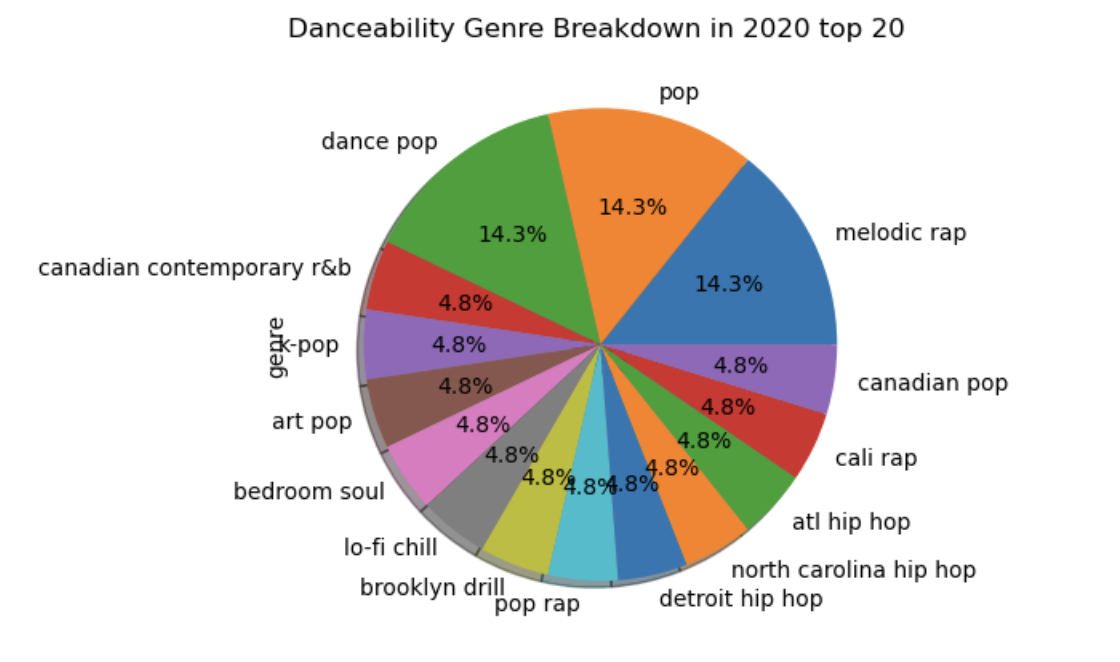 Danceability Genre Breakdown in 2020 top 20
pop
dance pop
14.3%
melodic rap
14.3%
canadian contemporary r&b
14.3%
4.8%
genre
k-pop
4.8%
4.8%
canadian pop
art pop
4.8%
4.8%
4.8%
4.8%
cali rap
4.8%
4.8%
4.8%
4.8%
4.8%
bedroom soul
atl hip hop
lo-fi chill
north carolina hip hop
brooklyn drill
detroit hip hop
pop rap